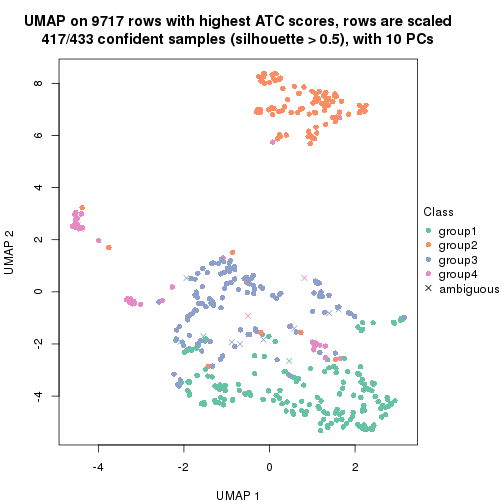 UMAP on 9717 rows with highest ATC scores, rows are scaled
417/433 confident samples (silhouette > 0.5), with 10 PCs
8
6
4
2
0
-2
-4
UMAP 2
-4
-2
0
2
UMAP 1
Class
group1
group2
group3
group4
ambiguous